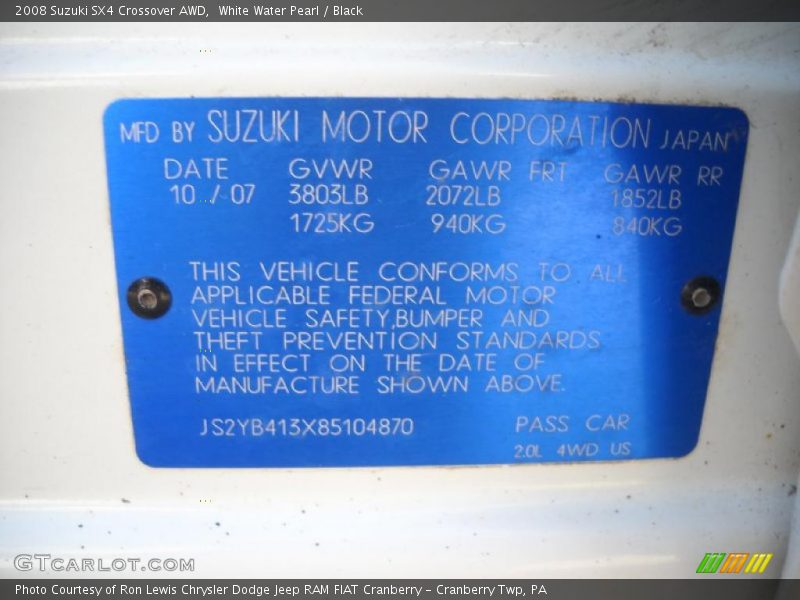 2008 Suzuki SX4 Crossover AWD,  White Water Pearl / Black
MFD BY SUZUKI MOTOR CORPORATION JAPAN
DATE GVWR GAWR FRT GAWR RR
10 / 07 3803LB 2072LB 1852LB
1725KG 940KG 840KG
THIS VEHICLE CONFORMS TO ALL
APPLICABLE FEDERAL MOTOR
VEHICLE SAFETY,BUMPER AND
THEFT PREVENTION STANDARDS
IN EFFECT ON THE DATE OF
MANUFACTURE SHOWN ABOVE.
JS2YB413X85104870 PASS CAR
2.0L 4WD US
GTCARLOT.COM
Photo Courtesy of Ron Lewis Chrysler Dodge Jeep RAM FIAT Cranberry – Cranberry Twp, PA